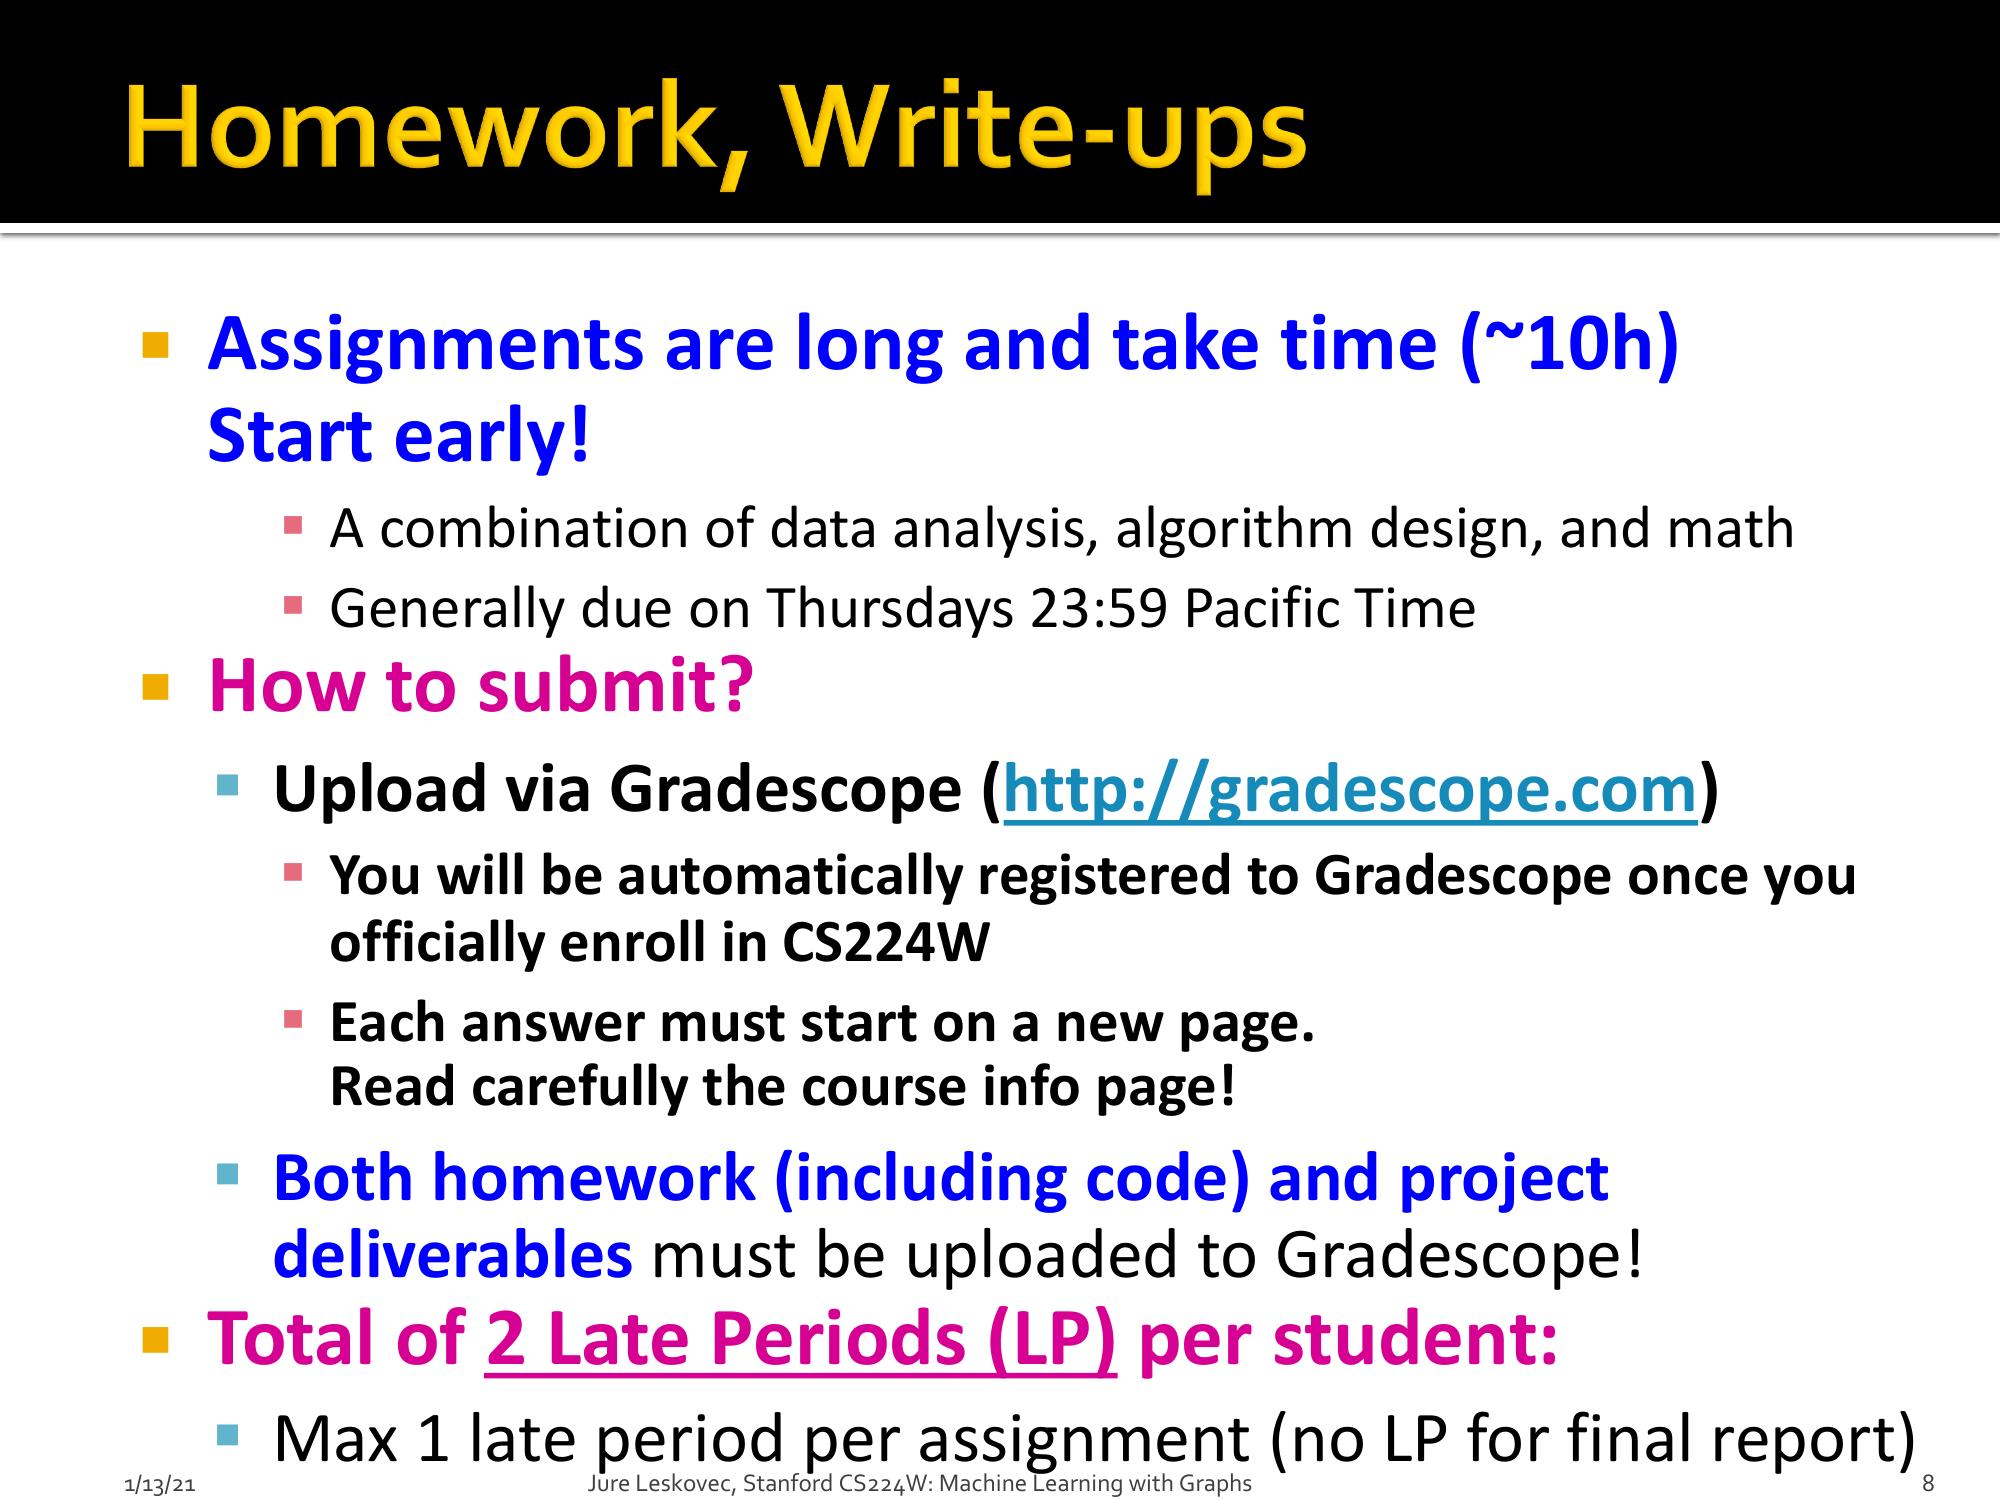 Homework, Write-ups
Assignments are long and take time (~10h)
Start early!
A combination of data analysis, algorithm design, and math
Generally due on Thursdays 23:59 Pacific Time
How to submit?
Upload via Gradescope (http://gradescope.com)
You will be automatically registered to Gradescope once you
officially enroll in CS224W
Each answer must start on a new page.
Read carefully the course info page!
Both homework (including code) and project
deliverables must be uploaded to Gradescope!
Total of 2 Late Periods (LP) per student:
Max 1 late period per assignment (no LP for final report)
1/13/21
Jure Leskovec, Stanford CS224W: Machine Learning with Graphs
8